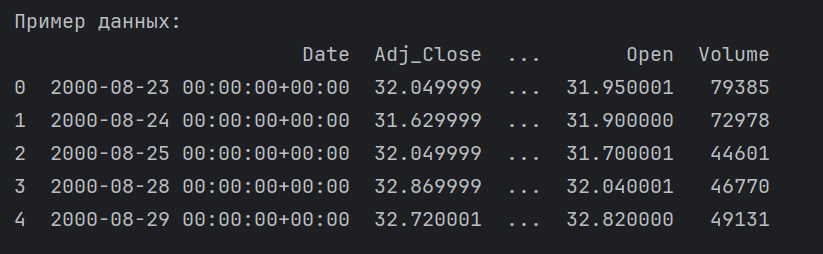 Пример данных:
Date Adj_Close ... Open Volume
0 2000-08-23 00:00:00+00:00 32.049999 ... 31.950001 79385
1 2000-08-24 00:00:00+00:00 31.629999 ... 31.900000 72978
2 2000-08-25 00:00:00+00:00 32.049999 ... 31.700001 44601
3 2000-08-28 00:00:00+00:00 32.869999 ... 32.040001 46770
4 2000-08-29 00:00:00+00:00 32.720001 ... 32.820000 49131